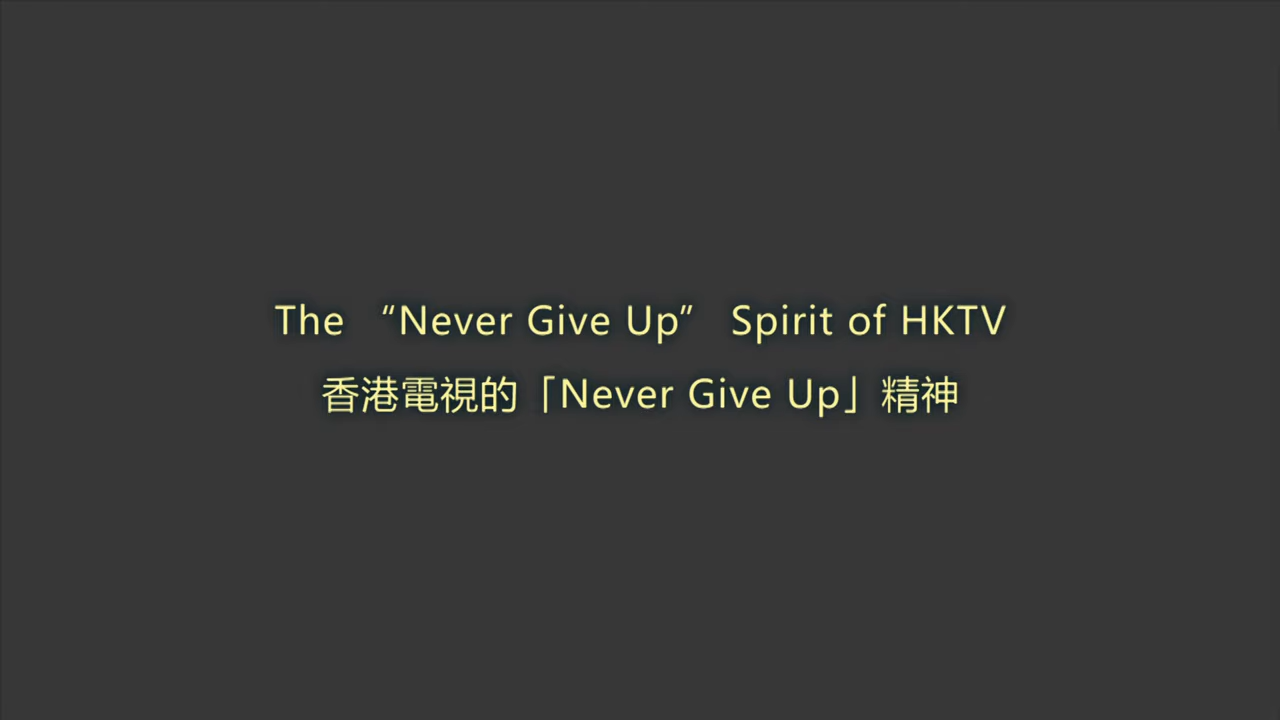 The “Never Give Up” Spirit of HKTV
香港電視的「Never Give Up」精神